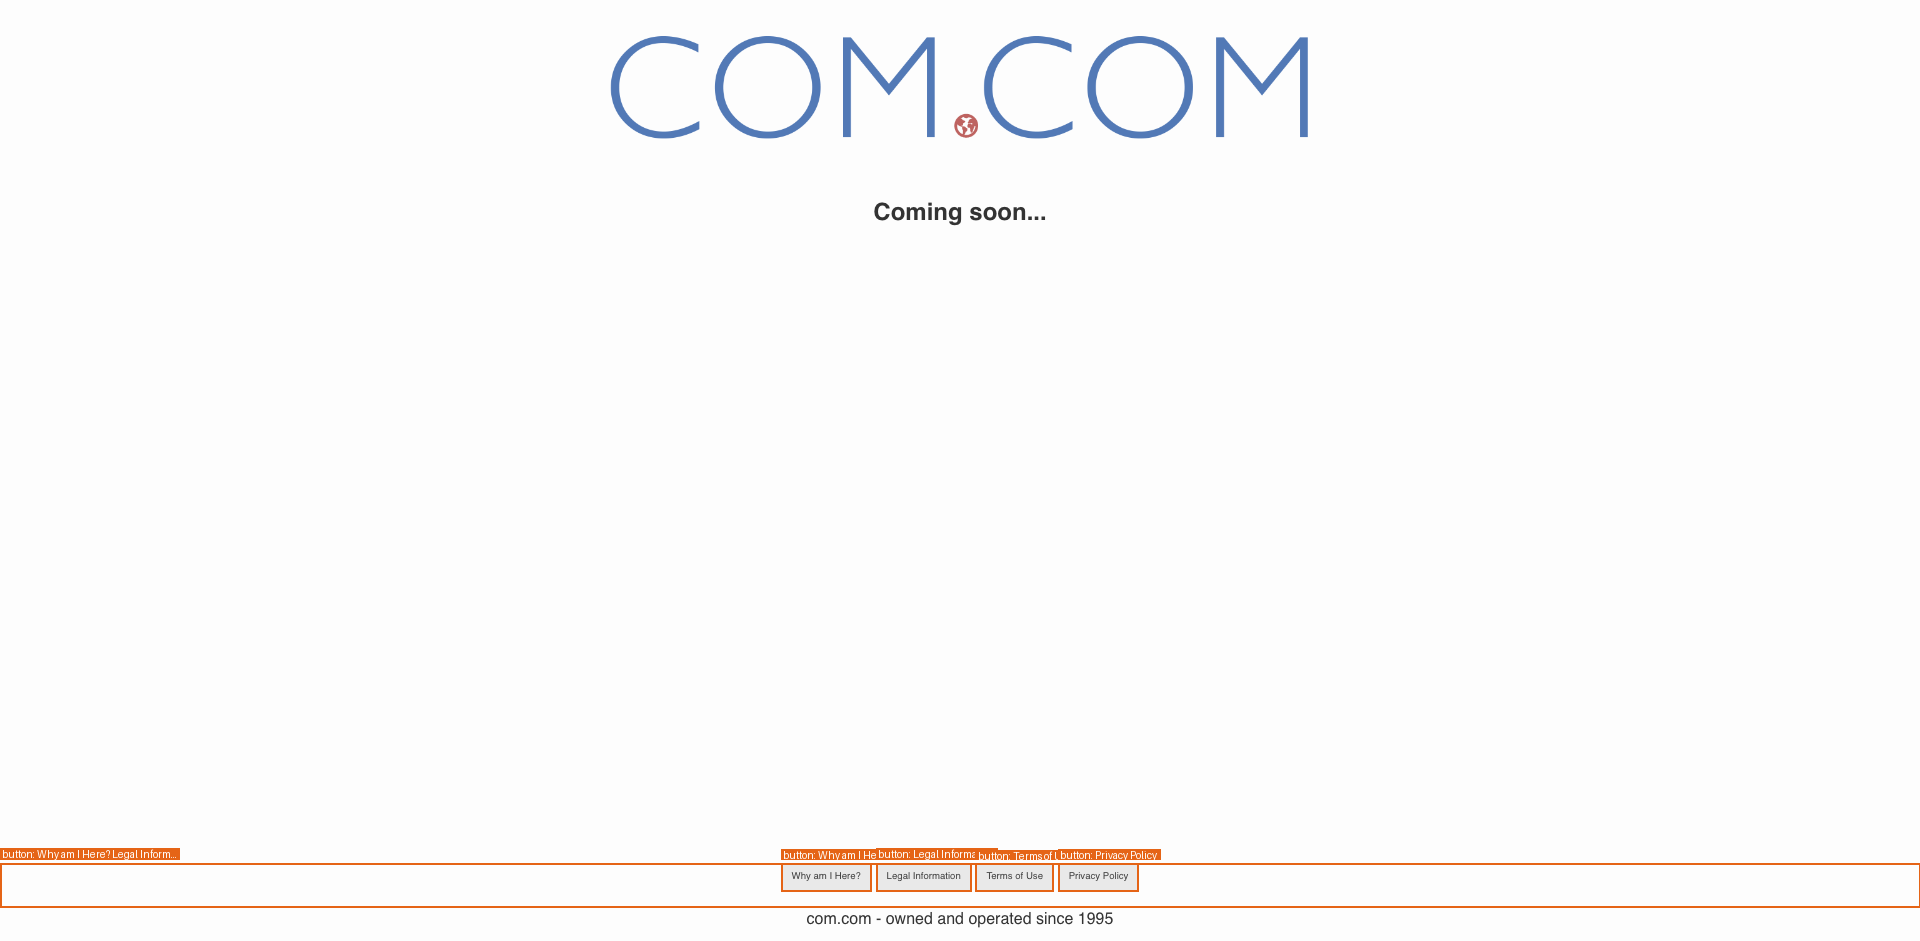 COM.COM
Coming soon...
button: Why am I Here? Legal Inform...
button: Why am I He
button: Legal Informa
button: Terms of
button: Privacy Policy
Why am I Here?
Legal Information
Terms of Use
Privacy Policy
com.com - owned and operated since 1995